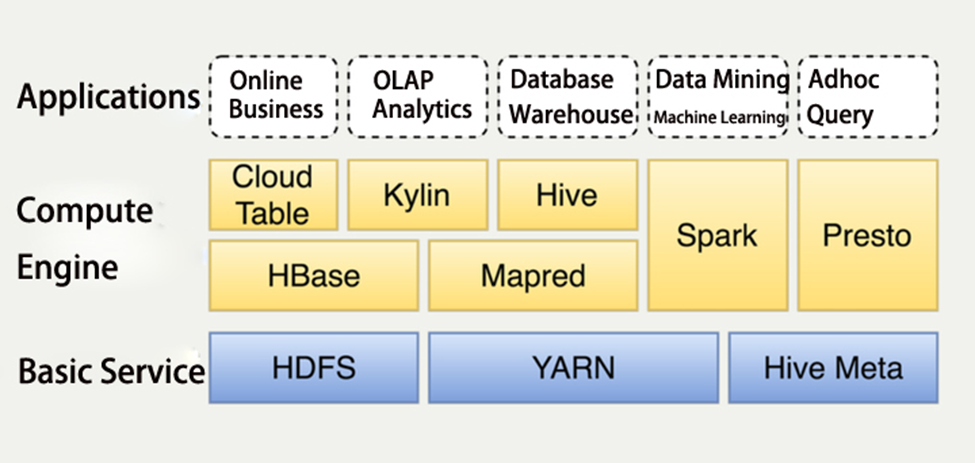 Applications
Online
Business
OLAP
Analytics
Database
Warehouse
Data Mining
Machine Learning
Adhoc
Query
Compute
Engine
Cloud
Table
Kylin
Hive
Spark
Presto
HBase
Mapred
Basic Service
HDFS
YARN
Hive Meta